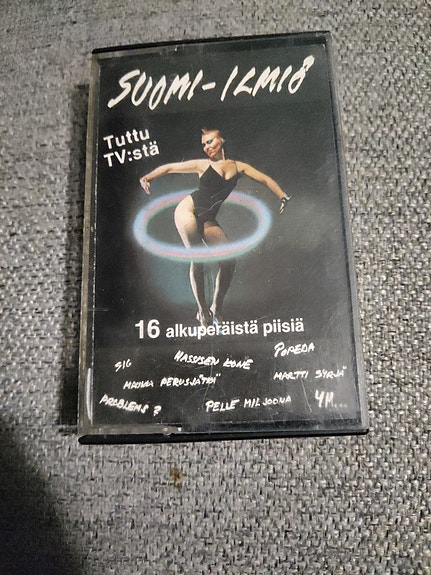 SUOMI-ILMIÖ
Tuttu
TV:stä
16 alkuperäistä piisiä
SIG HASSISEN KONE POPEDA
MAUKKA PERUSJÄTKÄ MARTTI SYRJÄ
PROBLEMS? PELLE MILJOONA YM...